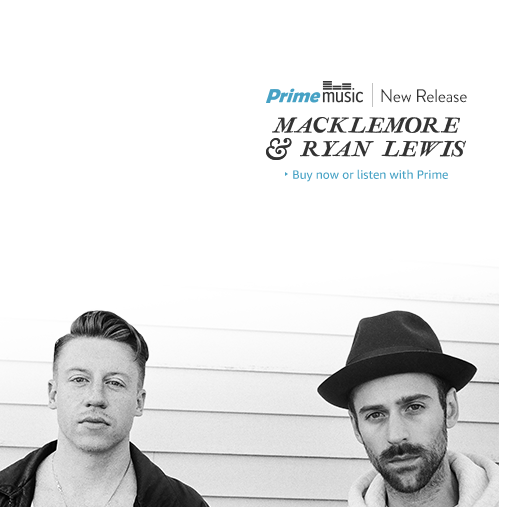 Prime music | New Release
MACKLEMORE
& RYAN LEWIS
Buy now or listen with Prime